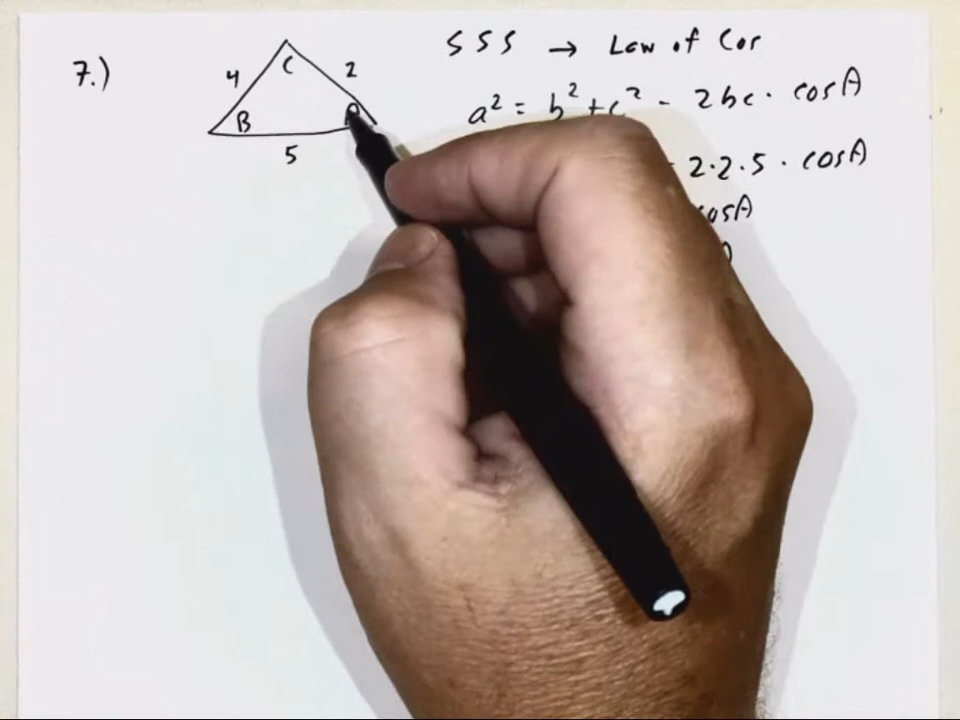 7.)
4
C
2
B
5
SSS → Law of Cos
a² = b² + c² - 2bc · cosA
- 2·2·5 · cosA
cosA